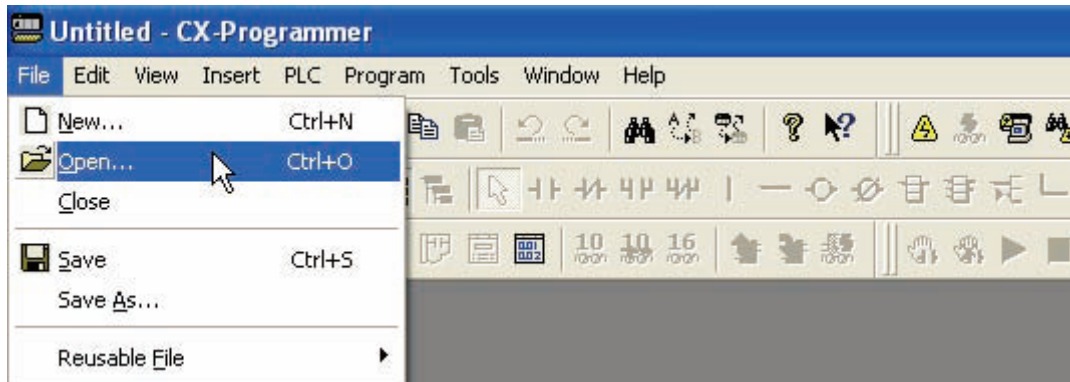 Untitled - CX-Programmer
File Edit View Insert PLC Program Tools Window Help
New... Ctrl+N
Open... Ctrl+O
Close
Save Ctrl+S
Save As...
Reusable File
10 10 16